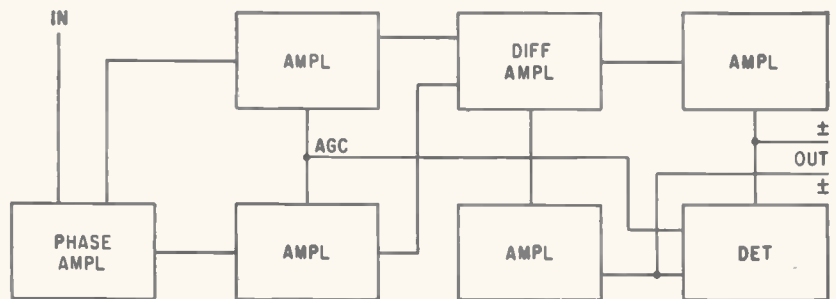 IN
AMPL
DIFF
AMPL
AMPL
AGC
±
OUT
±
PHASE
AMPL
AMPL
AMPL
DET